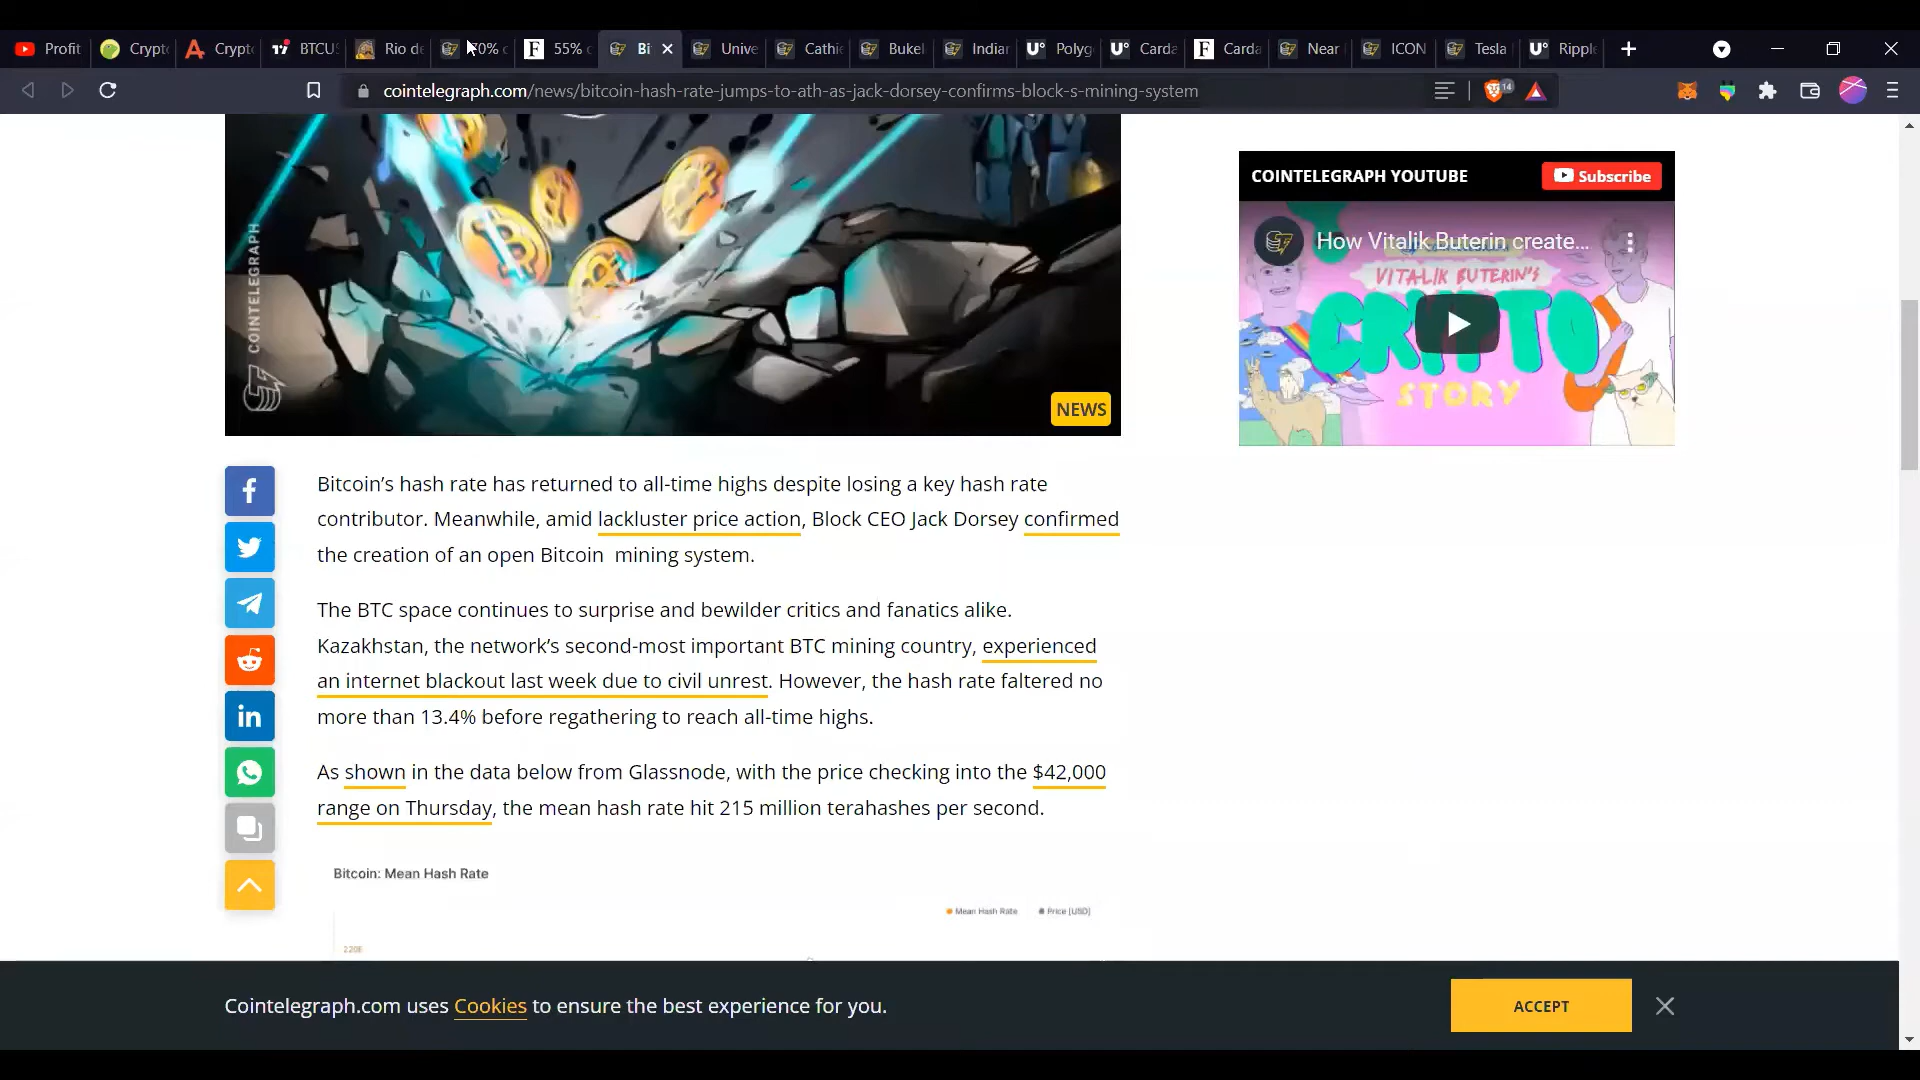 Profit
Crypt
Crypt
BTCU
Rio de
70% c
55% c
Bi
Unive
Cathi
Bukel
Indiar
Polyg
Carda
Carda
Near
ICON
Tesla
Ripple
cointelegraph.com/news/bitcoin-hash-rate-jumps-to-ath-as-jack-dorsey-confirms-block-s-mining-system
14
COINTELEGRAPH
NEWS
COINTELEGRAPH YOUTUBE
Subscribe
How Vitalik Buterin create...
VITALIK BUTERIN'S
CRYPTO
STORY
Bitcoin’s hash rate has returned to all-time highs despite losing a key hash rate
contributor. Meanwhile, amid lackluster price action, Block CEO Jack Dorsey confirmed
the creation of an open Bitcoin mining system.
The BTC space continues to surprise and bewilder critics and fanatics alike.
Kazakhstan, the network’s second-most important BTC mining country, experienced
an internet blackout last week due to civil unrest. However, the hash rate faltered no
more than 13.4% before regathering to reach all-time highs.
As shown in the data below from Glassnode, with the price checking into the $42,000
range on Thursday, the mean hash rate hit 215 million terahashes per second.
Bitcoin: Mean Hash Rate
Mean Hash Rate
Price [USD]
220E
Cointelegraph.com uses Cookies to ensure the best experience for you.
ACCEPT